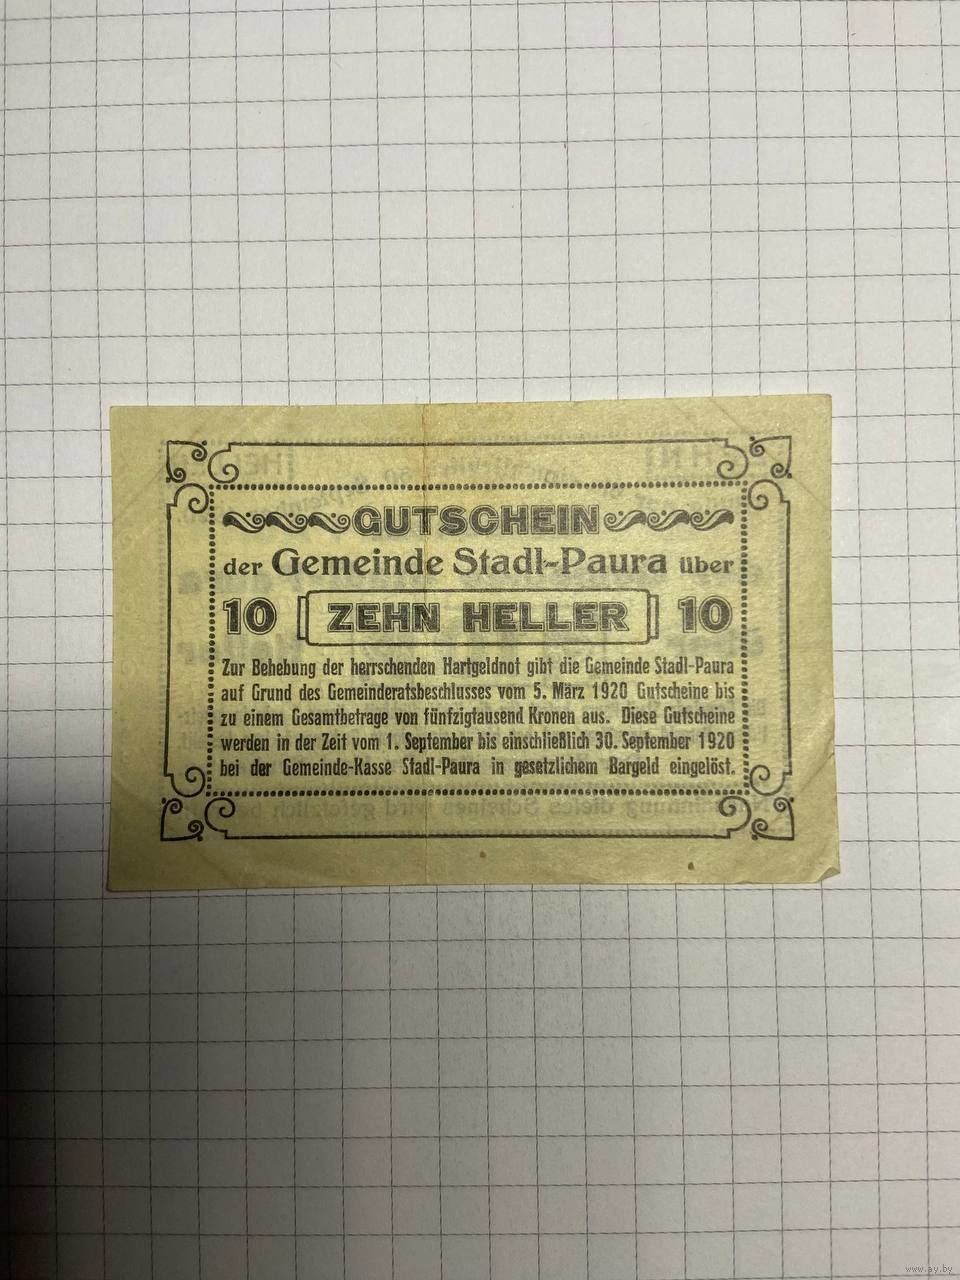 GUTSCHEIN
der Gemeinde Stadl-Paura über
10 ZEHN HELLER 10
Zur Behebung der herrschenden Hartgeldnot gibt die Gemeinde Stadl-Paura
auf Grund des Gemeinderatsbeschlusses vom 5. März 1920 Gutscheine bis
zu einem Gesamtbetrage von fünfzigtausend Kronen aus. Diese Gutscheine
werden in der Zeit vom 1. September bis einschließlich 30. September 1920
bei der Gemeinde-Kasse Stadl-Paura in gesetzlichem Bargeld eingelöst.
www.ay.by